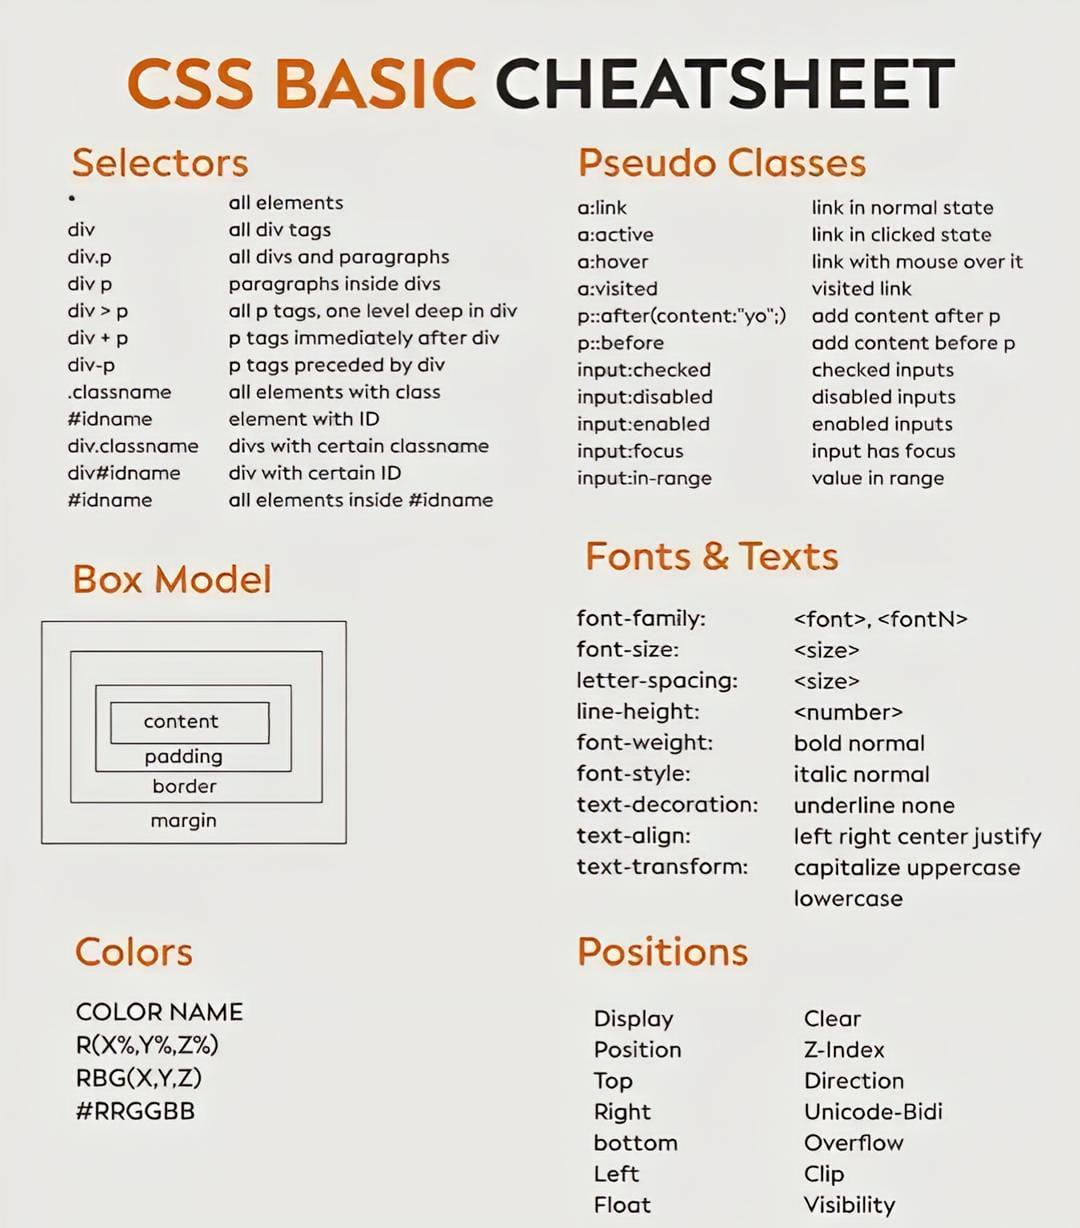 CSS BASIC CHEATSHEET
Selectors
* all elements
div all div tags
div.p all divs and paragraphs
div p paragraphs inside divs
div > p all p tags, one level deep in div
div + p p tags immediately after div
div-p p tags preceded by div
.classname all elements with class
#idname element with ID
div.classname divs with certain classname
div#idname div with certain ID
#idname all elements inside #idname
Pseudo Classes
a:link link in normal state
a:active link in clicked state
a:hover link with mouse over it
a:visited visited link
p::after(content:"yo";) add content after p
p::before add content before p
input:checked checked inputs
input:disabled disabled inputs
input:enabled enabled inputs
input:focus input has focus
input:in-range value in range
Box Model
content
padding
border
margin
Fonts & Texts
font-family: <font>, <fontN>
font-size: <size>
letter-spacing: <size>
line-height: <number>
font-weight: bold normal
font-style: italic normal
text-decoration: underline none
text-align: left right center justify
text-transform: capitalize uppercase
lowercase
Colors
COLOR NAME
R(X%,Y%,Z%)
RBG(X,Y,Z)
#RRGGBB
Positions
Display Clear
Position Z-Index
Top Direction
Right Unicode-Bidi
bottom Overflow
Left Clip
Float Visibility